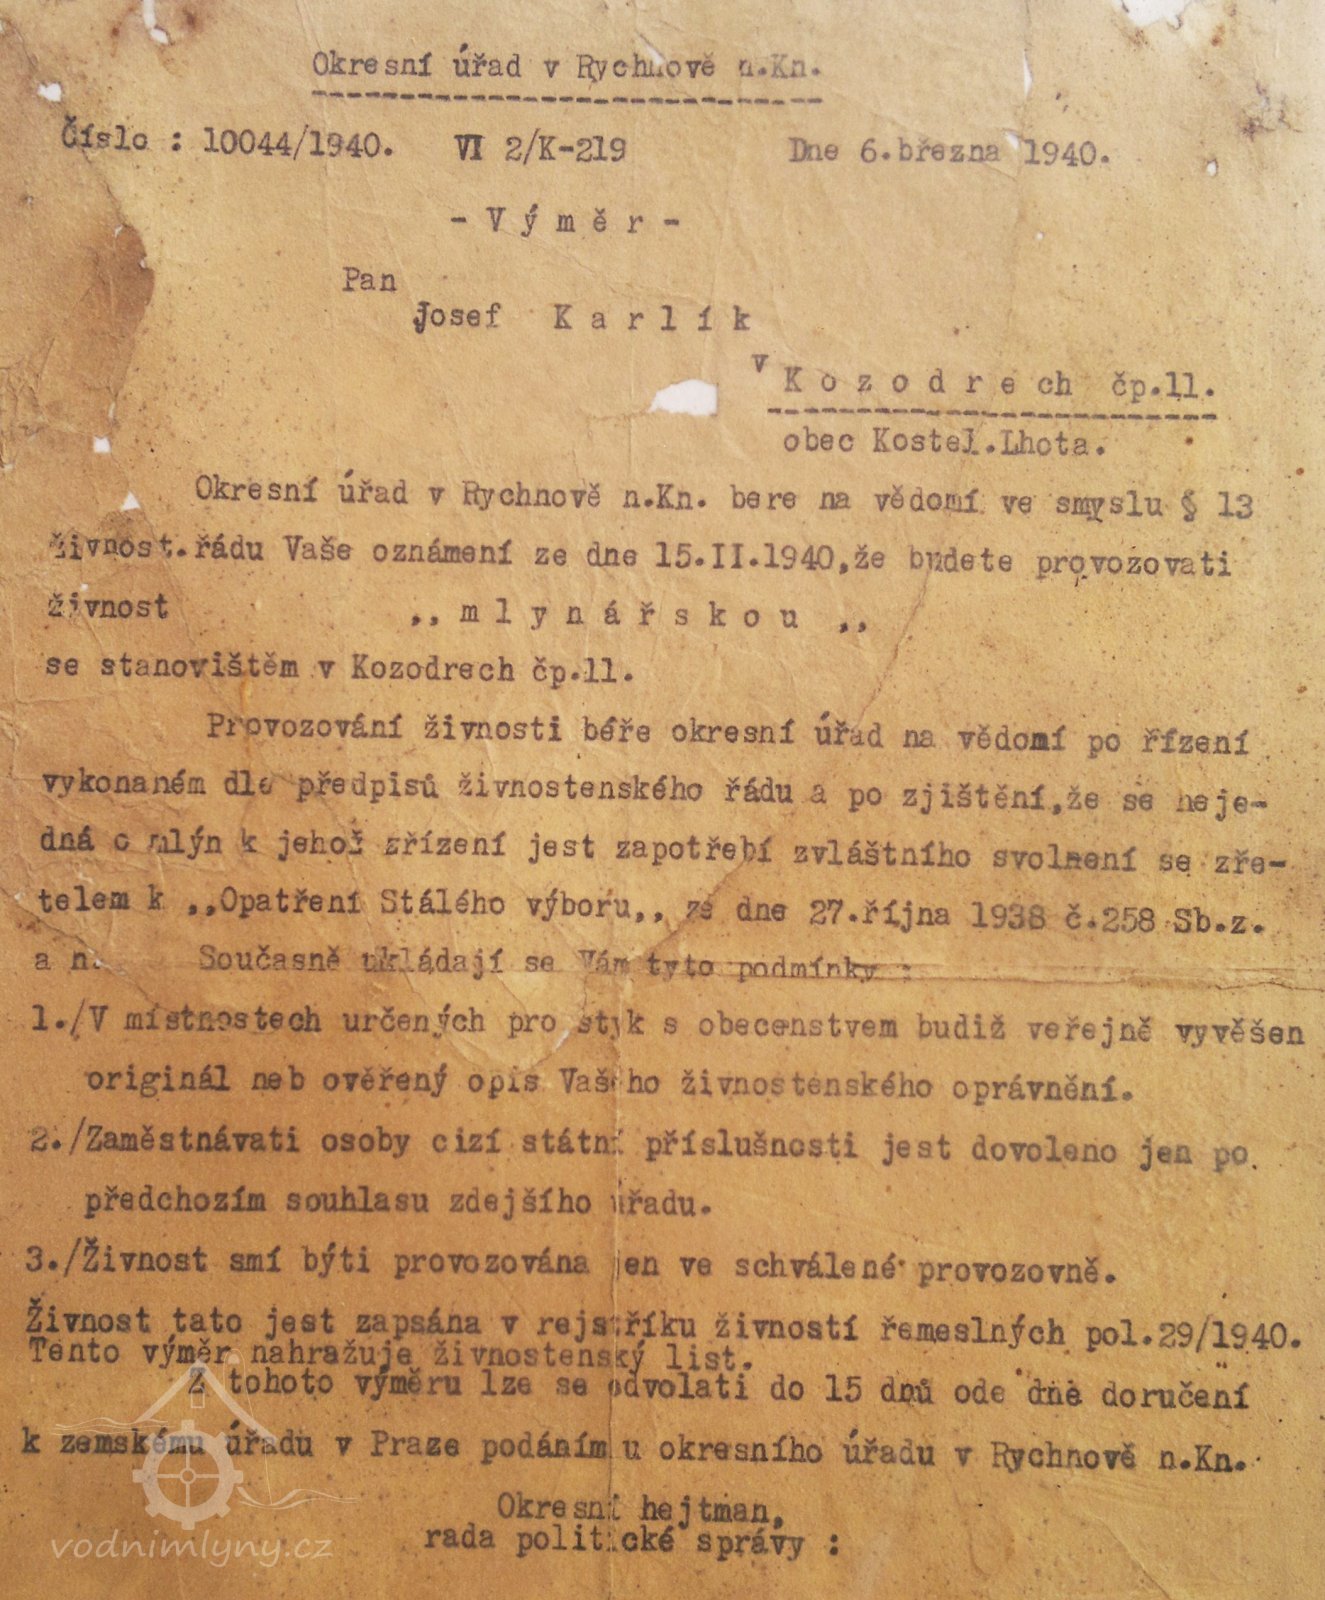 Okresní úřad v Rychnově n.Kn.
Číslo : 10044/1940. VI 2/K-219 Dne 6.března 1940.
- V ý m ě r -
Pan
Josef K a r l í k
v K o z o d r e c h čp.11.
obec Kostel.Lhota.
Okresní úřad v Rychnově n.Kn. bere na vědomí ve smyslu § 13
živnost.řádu Vaše oznámení ze dne 15.II.1940,že budete provozovati
živnost ,,m l y n á ř s k o u ,,
se stanovištěm v Kozodrech čp.11.
Provozování živnosti béře okresní úřad na vědomí po řízení
vykonaném dle předpisů živnostenského řádu a po zjištění,že se neje-
dná o mlýn k jehož zřízení jest zapotřebí zvláštního svolnení se zře-
telem k ,,Opatření Stálého výboru,, ze dne 27.října 1938 č.258 Sb.z.
a n. Současně ukládají se Vám tyto podmínky :
1./V místnostech určených pro styk s obecenstvem budiž veřejně vyvěšen
originál neb ověřený opis Vašeho živnostenského oprávnění.
2./Zaměstnávati osoby cizí státní příslušnosti jest dovoleno jen po
předchozím souhlasu zdejšího úřadu.
3./Živnost smí býti provozována jen ve schválené provozovně.
Živnost tato jest zapsána v rejstříku živností řemeslných pol.29/1940.
Tento výměr nahražuje živnostenský list.
Z tohoto výměru lze se odvolati do 15 dnů ode dne doručení
k zemskému úřadu v Praze podáním u okresního úřadu v Rychnově n.Kn.
Okresní hejtman,
rada politické správy :
vodnimlyny.cz